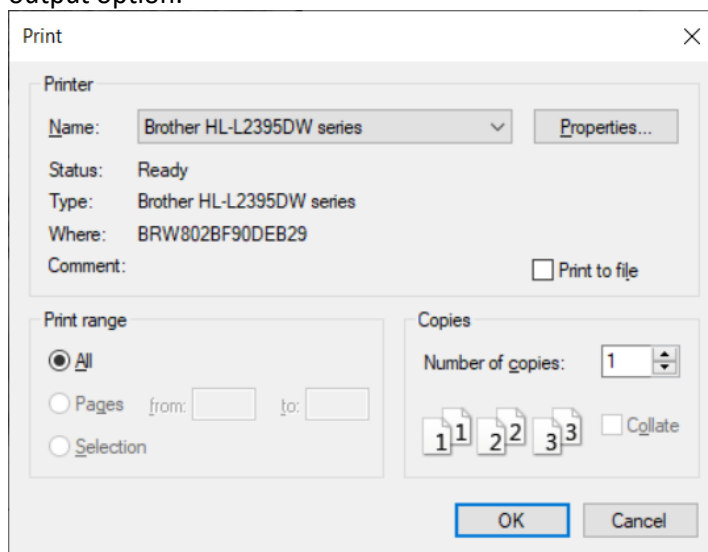 output option.
Print
Printer
Name: Brother HL-L2395DW series Properties...
Status: Ready
Type: Brother HL-L2395DW series
Where: BRW802BF90DEB29
Comment: Print to file
Print range
All
Pages from: to:
Selection
Copies
Number of copies: 1
1 1 2 2 3 3 Collate
OK Cancel